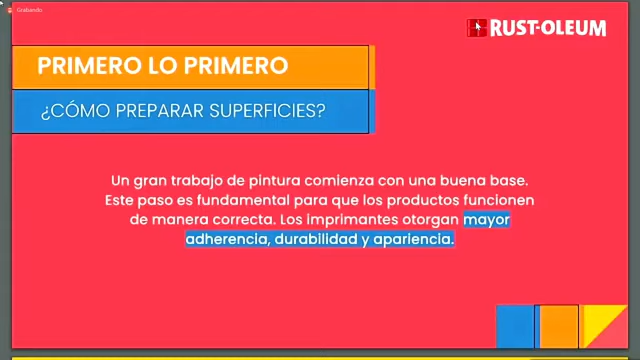 Grabando
RUST-OLEUM
PRIMERO LO PRIMERO
¿CÓMO PREPARAR SUPERFICIES?
Un gran trabajo de pintura comienza con una buena base.
Este paso es fundamental para que los productos funcionen
de manera correcta. Los imprimantes otorgan mayor
adherencia, durabilidad y apariencia.